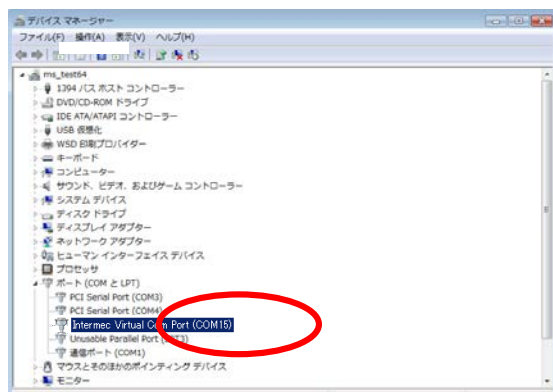 デバイス マネージャー
ファイル(F) 操作(A) 表示(V) ヘルプ(H)
ms_test64
1394 バス ホスト コントローラー
DVD/CD-ROM ドライブ
IDE ATA/ATAPI コントローラー
USB 仮想化
WSD 印刷プロバイダー
キーボード
コンピューター
サウンド、ビデオ、およびゲーム コントローラー
システム デバイス
ディスク ドライブ
ディスプレイ アダプター
ネットワーク アダプター
ヒューマン インターフェイス デバイス
プロセッサ
ポート (COM と LPT)
PCI Serial Port (COM3)
PCI Serial Port (COM4)
Intermec Virtual Com Port (COM15)
Unusable Parallel Port (LPT3)
通信ポート (COM1)
マウスとそのほかのポインティング デバイス
モニター